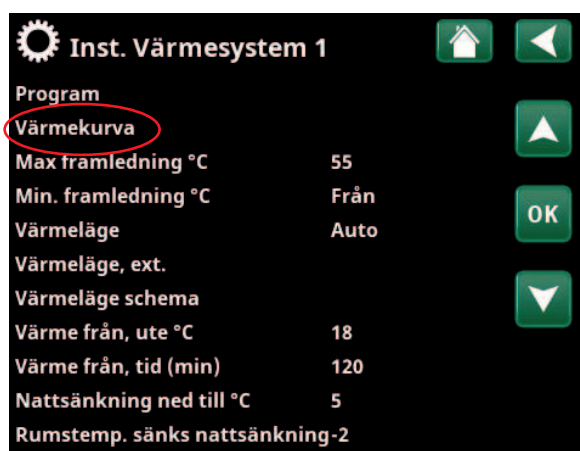 Inst. Värmesystem 1
Program
Värmekurva
Max framledning °C 55
Min. framledning °C Från
Värmeläge Auto
Värmeläge, ext.
Värmeläge schema
Värme från, ute °C 18
Värme från, tid (min) 120
Nattsänkning ned till °C 5
Rumstemp. sänks nattsänkning-2
OK